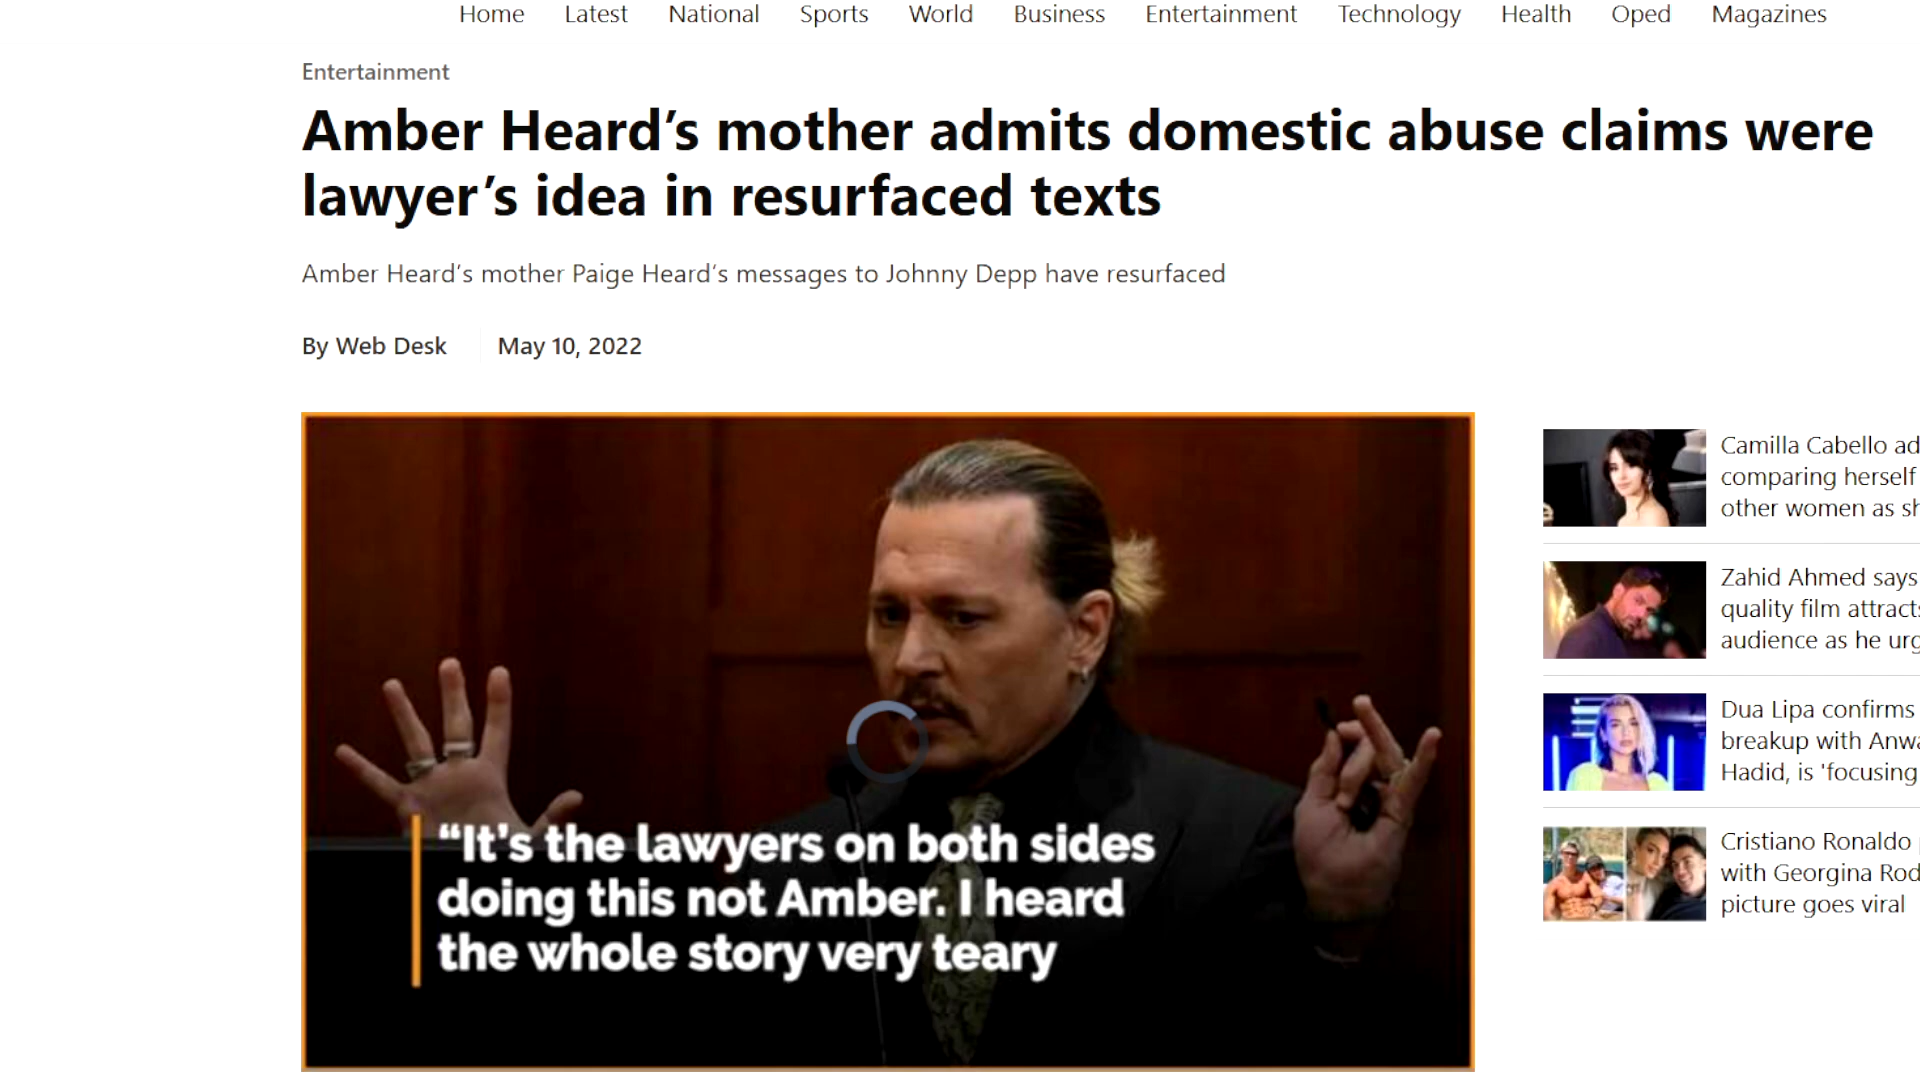 Home Latest National Sports World Business Entertainment Technology Health Oped Magazines
Entertainment
Amber Heard’s mother admits domestic abuse claims were
lawyer’s idea in resurfaced texts
Amber Heard’s mother Paige Heard’s messages to Johnny Depp have resurfaced
By Web Desk May 10, 2022
“It’s the lawyers on both sides
doing this not Amber. I heard
the whole story very teary
Camilla Cabello ad
comparing herself
other women as sh
Zahid Ahmed says
quality film attracts
audience as he urg
Dua Lipa confirms
breakup with Anwa
Hadid, is 'focusing
Cristiano Ronaldo p
with Georgina Rod
picture goes viral